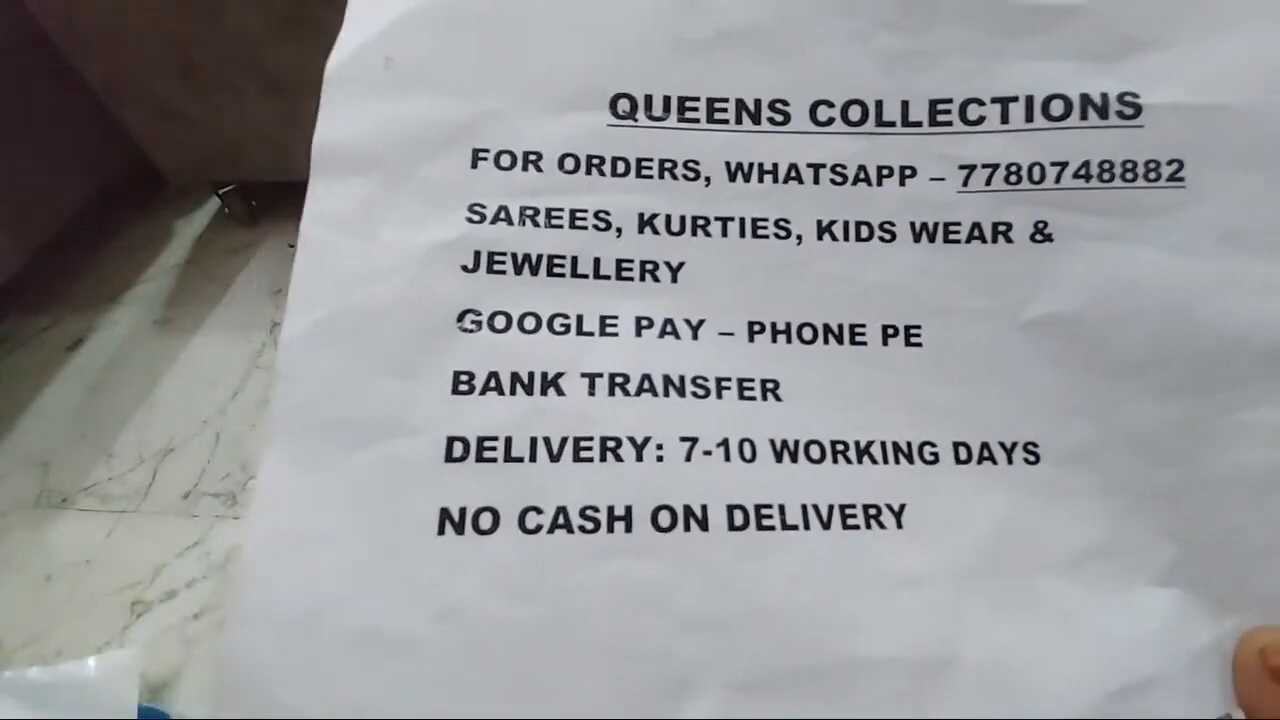 QUEENS COLLECTIONS
FOR ORDERS, WHATSAPP – 7780748882
SAREES, KURTIES, KIDS WEAR &
JEWELLERY
GOOGLE PAY – PHONE PE
BANK TRANSFER
DELIVERY: 7-10 WORKING DAYS
NO CASH ON DELIVERY